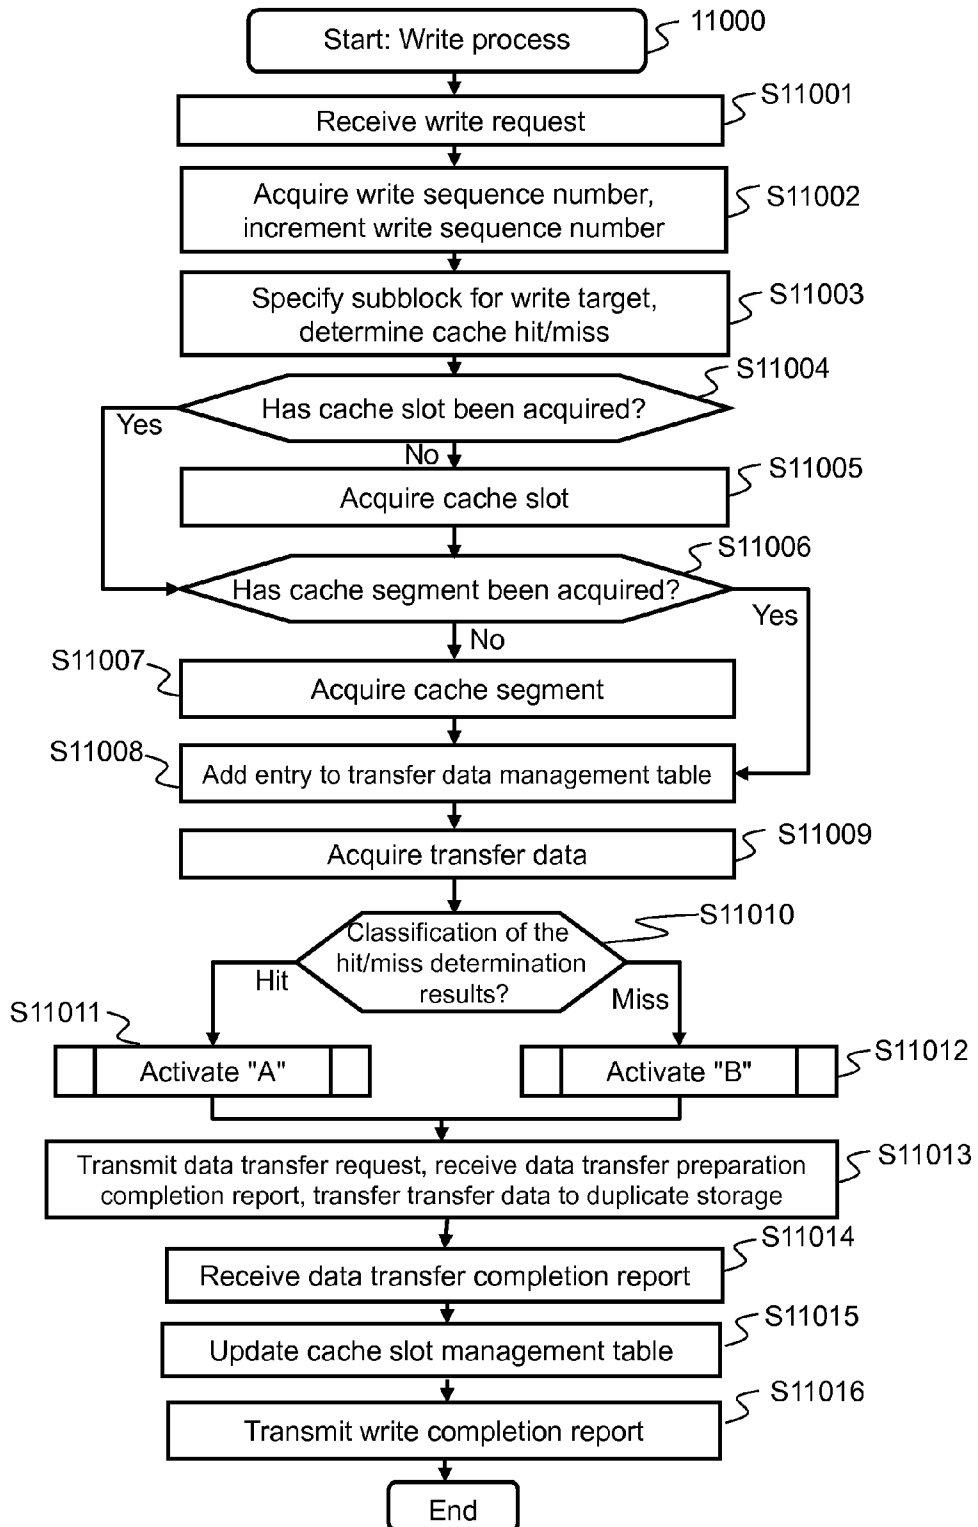 Start: Write process
11000
Receive write request
S11001
Acquire write sequence number,
increment write sequence number
S11002
Specify subblock for write target,
determine cache hit/miss
S11003
Has cache slot been acquired?
S11004
Yes
No
Acquire cache slot
S11005
Has cache segment been acquired?
S11006
Yes
No
Acquire cache segment
S11007
Add entry to transfer data management table
S11008
Acquire transfer data
S11009
Classification of the
hit/miss determination
results?
S11010
Hit
Miss
Activate "A"
S11011
Activate "B"
S11012
Transmit data transfer request, receive data transfer preparation
completion report, transfer transfer data to duplicate storage
S11013
Receive data transfer completion report
S11014
Update cache slot management table
S11015
Transmit write completion report
S11016
End